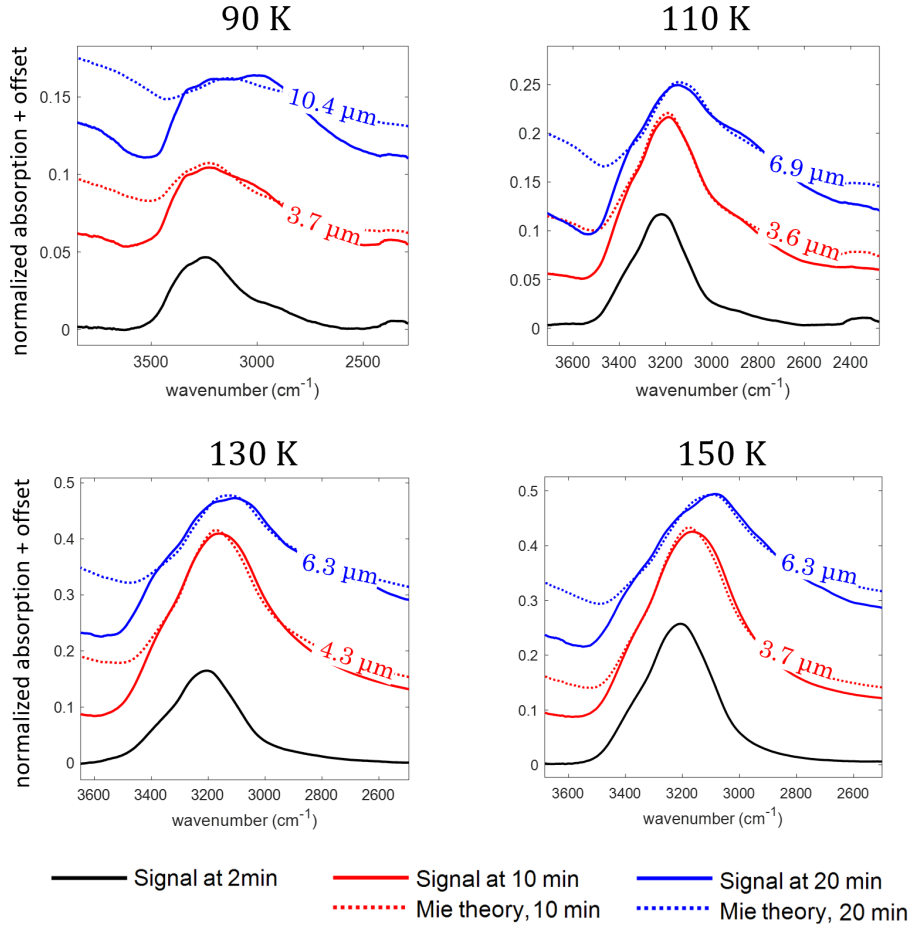 90 K
110 K
normalized absorption + offset
0.15
0.1
0.05
0
10.4 µm
3.7 µm
3500
3000
2500
wavenumber (cm-1)
0.25
0.2
0.15
0.1
0.05
0
6.9 µm
3.6 µm
3600
3400
3200
3000
2800
2600
2400
wavenumber (cm-1)
130 K
150 K
normalized absorption + offset
0.5
0.4
0.3
0.2
0.1
0
6.3 µm
4.3 µm
3600
3400
3200
3000
2800
2600
wavenumber (cm-1)
0.5
0.4
0.3
0.2
0.1
0
6.3 µm
3.7 µm
3600
3400
3200
3000
2800
2600
wavenumber (cm-1)
Signal at 2min
Signal at 10 min
Signal at 20 min
Mie theory, 10 min
Mie theory, 20 min